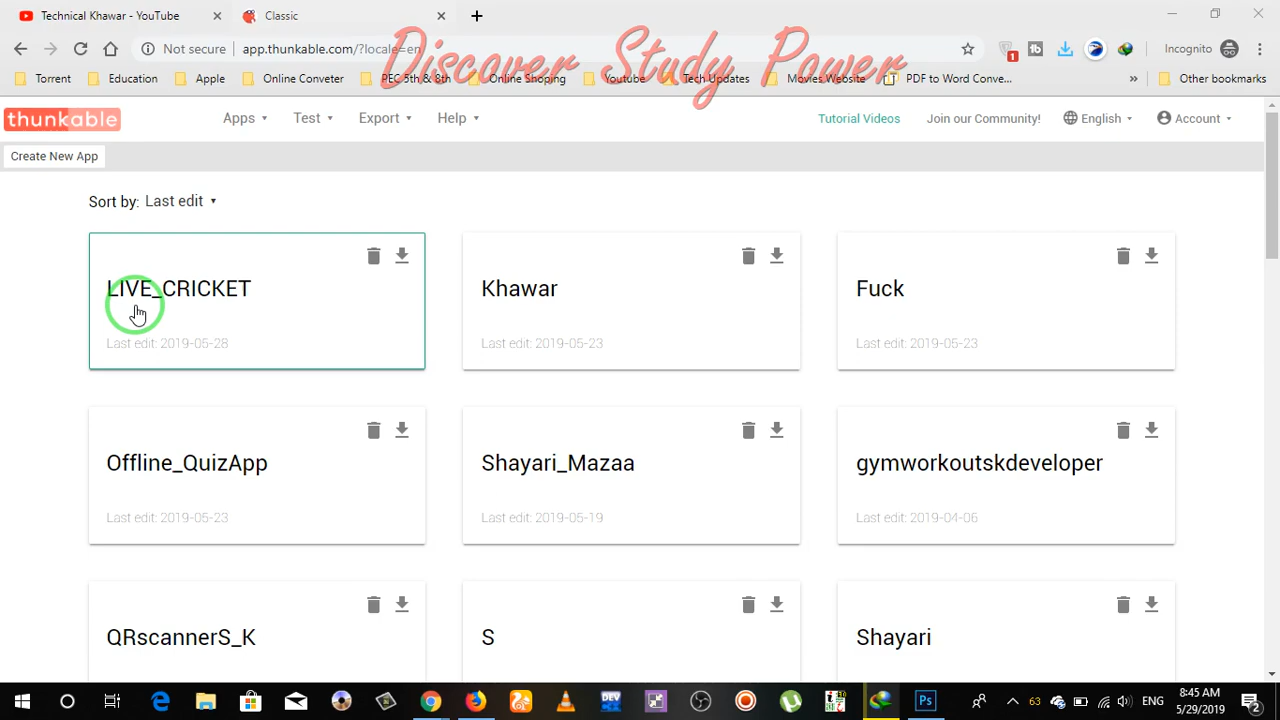 Technical Khawar - YouTube
Classic
Not secure
app.thunkable.com/?locale=en
1
Incognito
Torrent
Education
Apple
Online Conveter
PEC 5th & 8th
Online Shoping
Youtube
Tech Updates
Movies Website
PDF to Word Conve...
Other bookmarks
Discover Study Power
thunkable
Apps
Test
Export
Help
Tutorial Videos
Join our Community!
English
Account
Create New App
Sort by: Last edit
LIVE_CRICKET
Last edit: 2019-05-28
Khawar
Last edit: 2019-05-23
Fuck
Last edit: 2019-05-23
Offline_QuizApp
Last edit: 2019-05-23
Shayari_Mazaa
Last edit: 2019-05-19
gymworkoutskdeveloper
Last edit: 2019-04-06
QRscannerS_K
S
Shayari
DEV
63
ENG
8:45 AM
5/29/2019
2